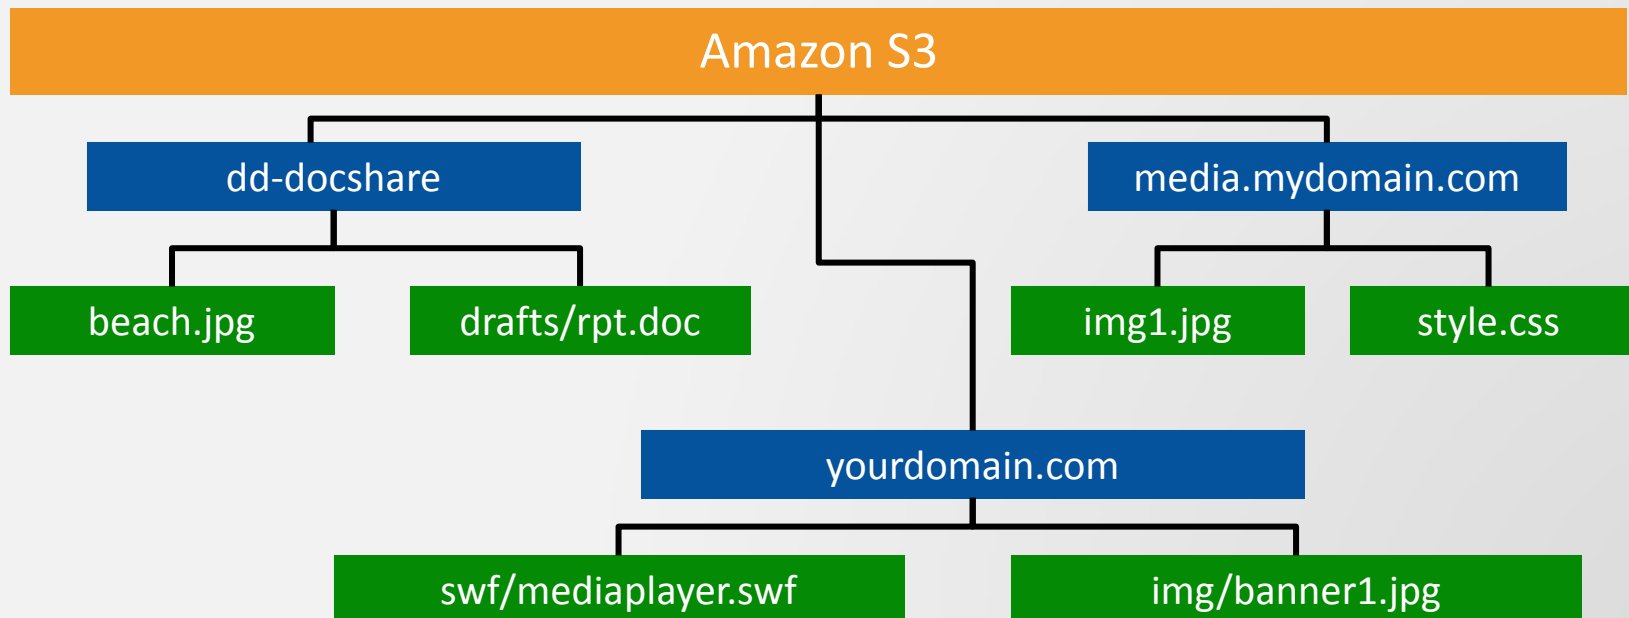 Amazon S3
dd-docshare
media.mydomain.com
beach.jpg
drafts/rpt.doc
img1.jpg
style.css
yourdomain.com
swf/mediaplayer.swf
img/banner1.jpg